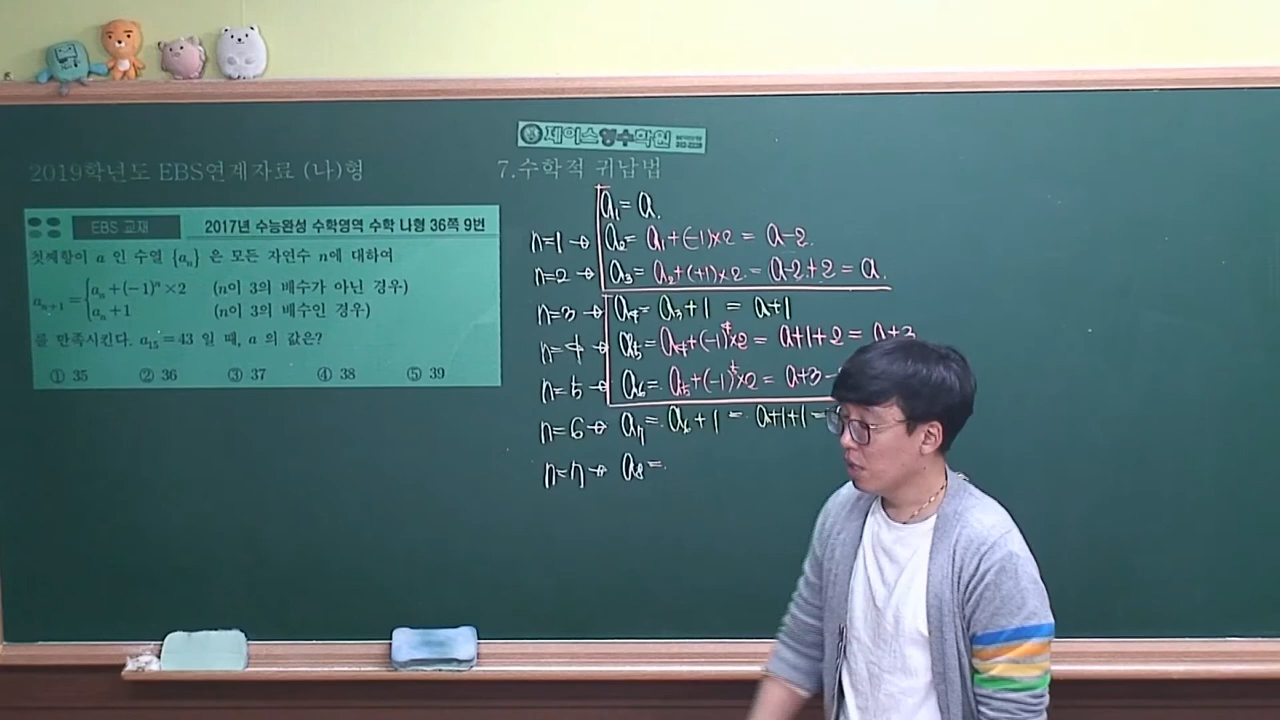 제이스영수학원
2019학년도 EBS연계자료 (나)형
EBS 교재 2017년 수능완성 수학영역 수학 나형 36쪽 9번
첫째항이 a 인 수열 {aₙ} 은 모든 자연수 n에 대하여
aₙ₊₁ = { aₙ+(-1)ⁿ×2 (n이 3의 배수가 아닌 경우)
aₙ+1 (n이 3의 배수인 경우)
를 만족시킨다. a₁₅=43 일 때, a 의 값은?
① 35 ② 36 ③ 37 ④ 38 ⑤ 39
7.수학적 귀납법
a₁= a.
n=1 → a₂= a₁+(-1)×2 = a-2.
n=2 → a₃= a₂+(+1)×2 = a-2+2 = a.
n=3 → a₄= a₃+1 = a+1
n=4 → a₅= a₄+(-1)⁴×2 = a+1+2 = a+3
n=5 → a₆= a₅+(-1)⁵×2 = a+3-
n=6 → a₇= a₆+1 = a+1+1=
n=7 → a₈=